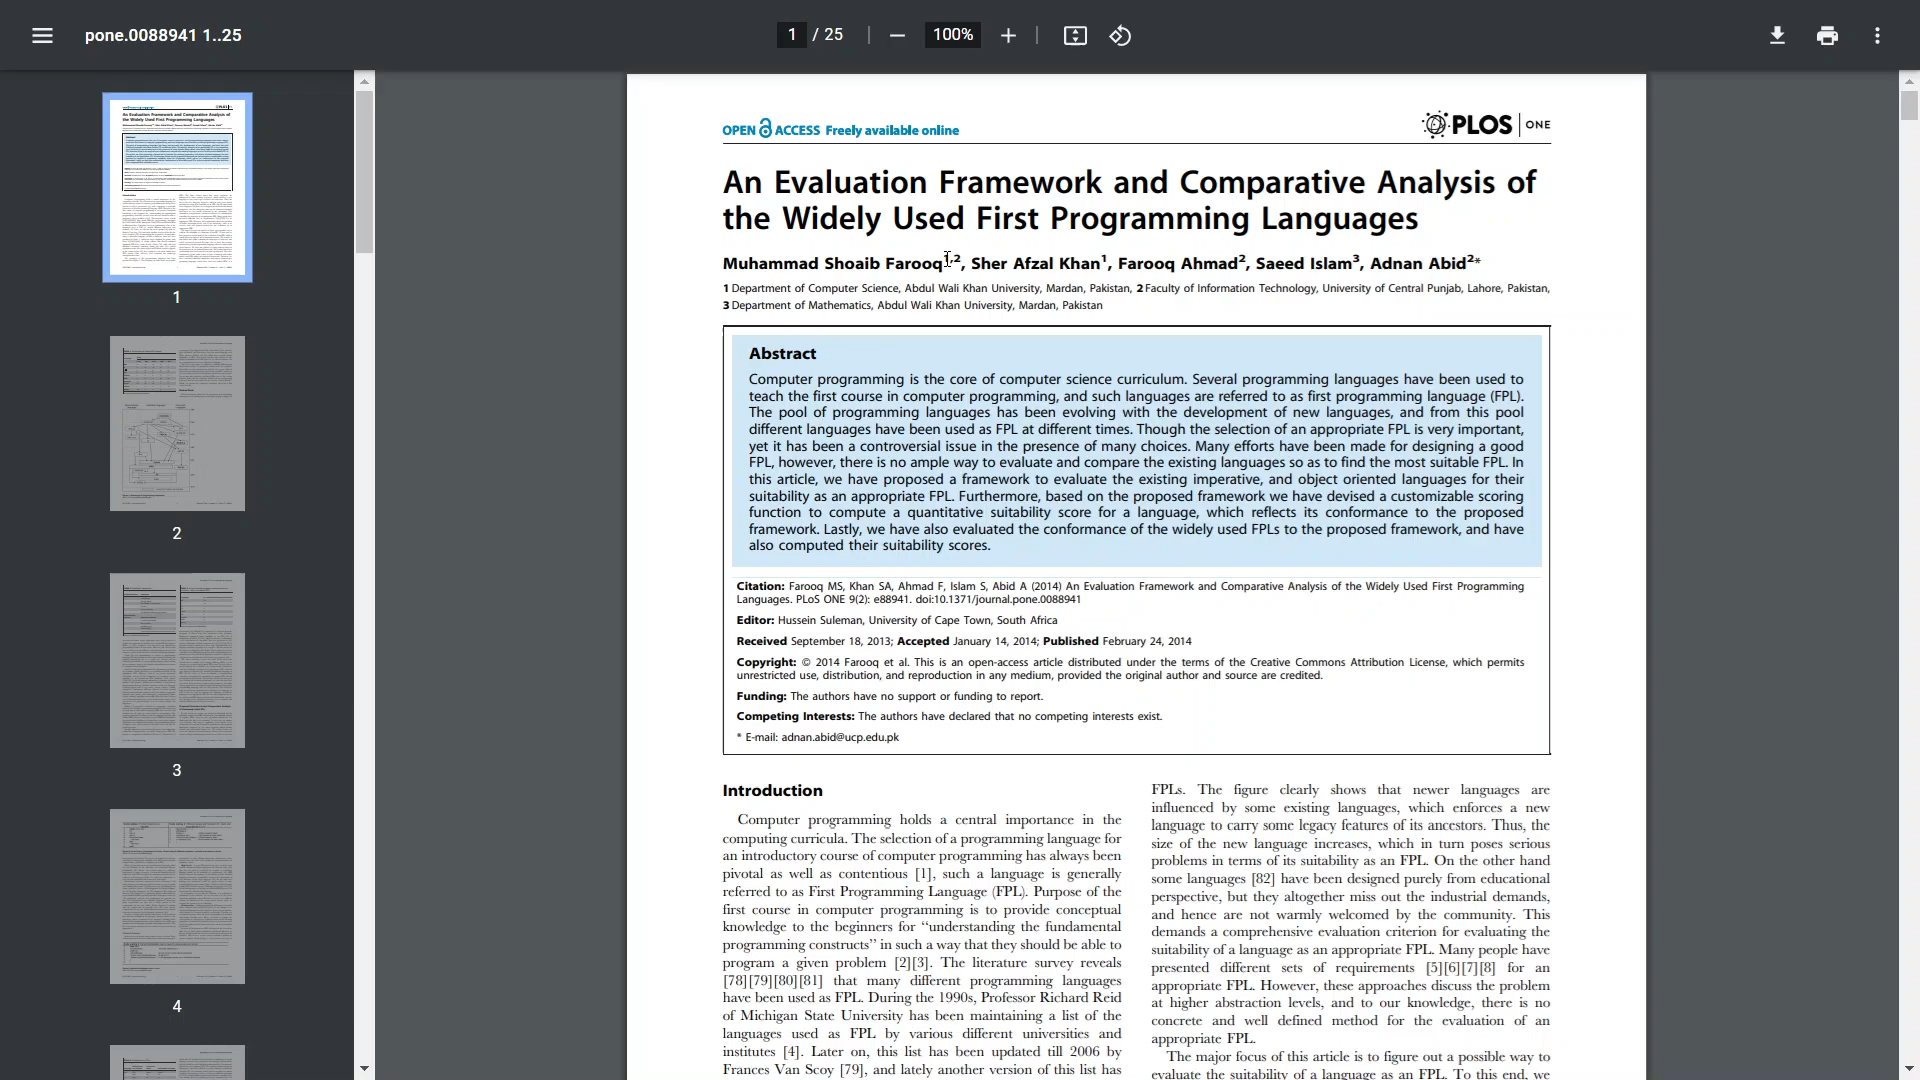 pone.0088941 1..25
1 / 25
100%
1
2
3
4
OPEN ACCESS Freely available online
PLOS ONE
An Evaluation Framework and Comparative Analysis of
the Widely Used First Programming Languages
Muhammad Shoaib Farooq1,2, Sher Afzal Khan1, Farooq Ahmad2, Saeed Islam3, Adnan Abid2*
1 Department of Computer Science, Abdul Wali Khan University, Mardan, Pakistan, 2 Faculty of Information Technology, University of Central Punjab, Lahore, Pakistan,
3 Department of Mathematics, Abdul Wali Khan University, Mardan, Pakistan
Abstract
Computer programming is the core of computer science curriculum. Several programming languages have been used to
teach the first course in computer programming, and such languages are referred to as first programming language (FPL).
The pool of programming languages has been evolving with the development of new languages, and from this pool
different languages have been used as FPL at different times. Though the selection of an appropriate FPL is very important,
yet it has been a controversial issue in the presence of many choices. Many efforts have been made for designing a good
FPL, however, there is no ample way to evaluate and compare the existing languages so as to find the most suitable FPL. In
this article, we have proposed a framework to evaluate the existing imperative, and object oriented languages for their
suitability as an appropriate FPL. Furthermore, based on the proposed framework we have devised a customizable scoring
function to compute a quantitative suitability score for a language, which reflects its conformance to the proposed
framework. Lastly, we have also evaluated the conformance of the widely used FPLs to the proposed framework, and have
also computed their suitability scores.
Citation: Farooq MS, Khan SA, Ahmad F, Islam S, Abid A (2014) An Evaluation Framework and Comparative Analysis of the Widely Used First Programming
Languages. PLoS ONE 9(2): e88941. doi:10.1371/journal.pone.0088941
Editor: Hussein Suleman, University of Cape Town, South Africa
Received September 18, 2013; Accepted January 14, 2014; Published February 24, 2014
Copyright: © 2014 Farooq et al. This is an open-access article distributed under the terms of the Creative Commons Attribution License, which permits
unrestricted use, distribution, and reproduction in any medium, provided the original author and source are credited.
Funding: The authors have no support or funding to report.
Competing Interests: The authors have declared that no competing interests exist.
* E-mail: adnan.abid@ucp.edu.pk
Introduction
Computer programming holds a central importance in the
computing curricula. The selection of a programming language for
an introductory course of computer programming has always been
pivotal as well as contentious [1], such a language is generally
referred to as First Programming Language (FPL). Purpose of the
first course in computer programming is to provide conceptual
knowledge to the beginners for ‘‘understanding the fundamental
programming constructs’’ in such a way that they should be able to
program a given problem [2][3]. The literature survey reveals
[78][79][80][81] that many different programming languages
have been used as FPL. During the 1990s, Professor Richard Reid
of Michigan State University has been maintaining a list of the
languages used as FPL by various different universities and
institutes [4]. Later on, this list has been updated till 2006 by
Frances Van Scoy [79], and lately another version of this list has
FPLs. The figure clearly shows that newer languages are
influenced by some existing languages, which enforces a new
language to carry some legacy features of its ancestors. Thus, the
size of the new language increases, which in turn poses serious
problems in terms of its suitability as an FPL. On the other hand
some languages [82] have been designed purely from educational
perspective, but they altogether miss out the industrial demands,
and hence are not warmly welcomed by the community. This
demands a comprehensive evaluation criterion for evaluating the
suitability of a language as an appropriate FPL. Many people have
presented different sets of requirements [5][6][7][8] for an
appropriate FPL. However, these approaches discuss the problem
at higher abstraction levels, and to our knowledge, there is no
concrete and well defined method for the evaluation of an
appropriate FPL.
The major focus of this article is to figure out a possible way to
evaluate the suitability of a language as an FPL. To this end, we